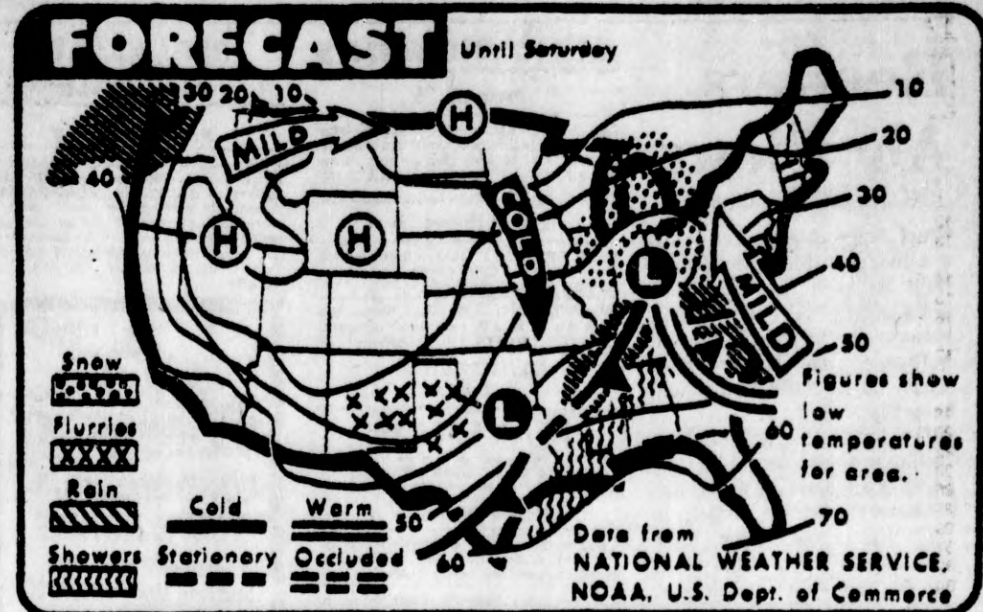 FORECAST Until Saturday
30 20 10
10
MILD
H
20
40
COLD
30
H
H
L
40
MILD
50
Snow
Figures show
low
temperatures
for area.
Flurries
XXXX
L
60
Rain
Cold
Warm
50
70
Showers
Stationary
Occluded
60
Data from
NATIONAL WEATHER SERVICE,
NOAA, U.S. Dept. of Commerce